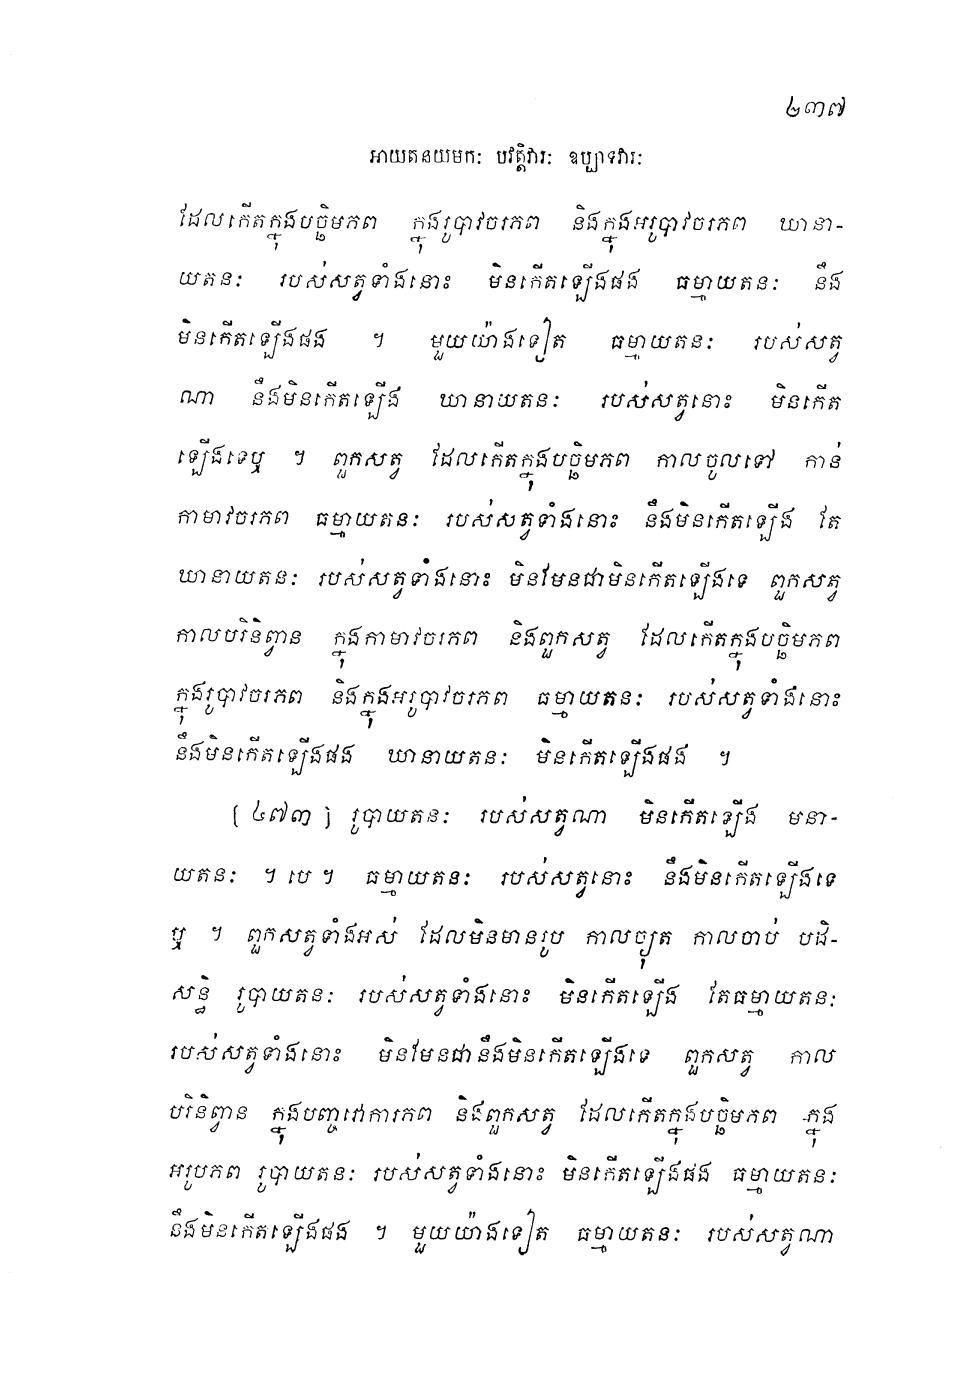 ២៣៧
អាយតនយមក: បវត្តិវារ: ឧប្បាទវារ:
ដែលកើតក្នុងបច្ឆិមភព ក្នុងរូបាវចរភព និងក្នុងអរូបាវចរភព ឃានា-
យតន: របស់សត្វទាំងនោះ មិនកើតឡើងផង ធម្មាយតន: នឹង
មិនកើតឡើងផង ។ មួយយ៉ាងទៀត ធម្មាយតន: របស់សត្វ
ណា នឹងមិនកើតឡើង ឃានាយតន: របស់សត្វនោះ មិនកើត
ឡើងទេឬ ។ ពួកសត្វ ដែលកើតក្នុងបច្ឆិមភព កាលចូលទៅ កាន់
កាមាវចរភព ធម្មាយតន: របស់សត្វទាំងនោះ នឹងមិនកើតឡើង តែ
ឃានាយតន: របស់សត្វទាំងនោះ មិនមែនជាមិនកើតឡើងទេ ពួកសត្វ
កាលបរិនិព្វាន ក្នុងកាមាវចរភព និងពួកសត្វ ដែលកើតក្នុងបច្ឆិមភព
ក្នុងរូបាវចរភព និងក្នុងអរូបាវចរភព ធម្មាយតន: របស់សត្វទាំងនោះ
នឹងមិនកើតឡើងផង ឃានាយតន: មិនកើតឡើងផង ។
[ ៤៧៣ ] រូបាយតន: របស់សត្វណា មិនកើតឡើង មនា-
យតន: ។ បេ ។ ធម្មាយតន: របស់សត្វនោះ នឹងមិនកើតឡើងទេ
ឬ ។ ពួកសត្វទាំងអស់ ដែលមិនមានរូប កាលច្យុត កាលចាប់ បដិ-
សន្ធិ រូបាយតន: របស់សត្វទាំងនោះ មិនកើតឡើង តែធម្មាយតន:
របស់សត្វទាំងនោះ មិនមែនជានឹងមិនកើតឡើងទេ ពួកសត្វ កាល
បរិនិព្វាន ក្នុងបញ្ចវោការភព និងពួកសត្វ ដែលកើតក្នុងបច្ឆិមភព ក្នុង
អរូបភព រូបាយតន: របស់សត្វទាំងនោះ មិនកើតឡើងផង ធម្មាយតន:
នឹងមិនកើតឡើងផង ។ មួយយ៉ាងទៀត ធម្មាយតន: របស់សត្វណា